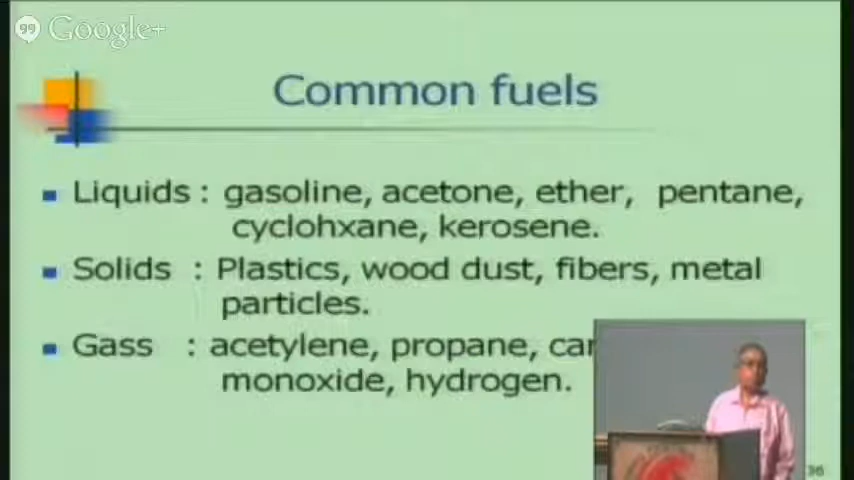 Google+
Common fuels
Liquids : gasoline, acetone, ether, pentane,
cyclohxane, kerosene.
Solids : Plastics, wood dust, fibers, metal
particles.
Gass : acetylene, propane,
monoxide, hydrogen.
36